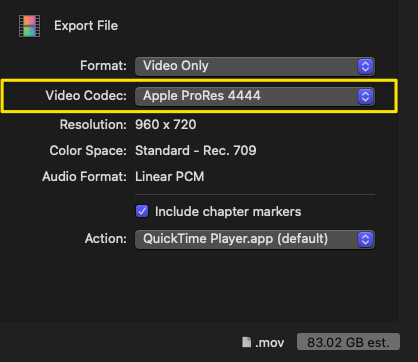 Export File
Format: Video Only
Video Codec: Apple ProRes 4444
Resolution: 960 x 720
Color Space: Standard - Rec. 709
Audio Format: Linear PCM
Include chapter markers
Action: QuickTime Player.app (default)
.mov 83.02 GB est.